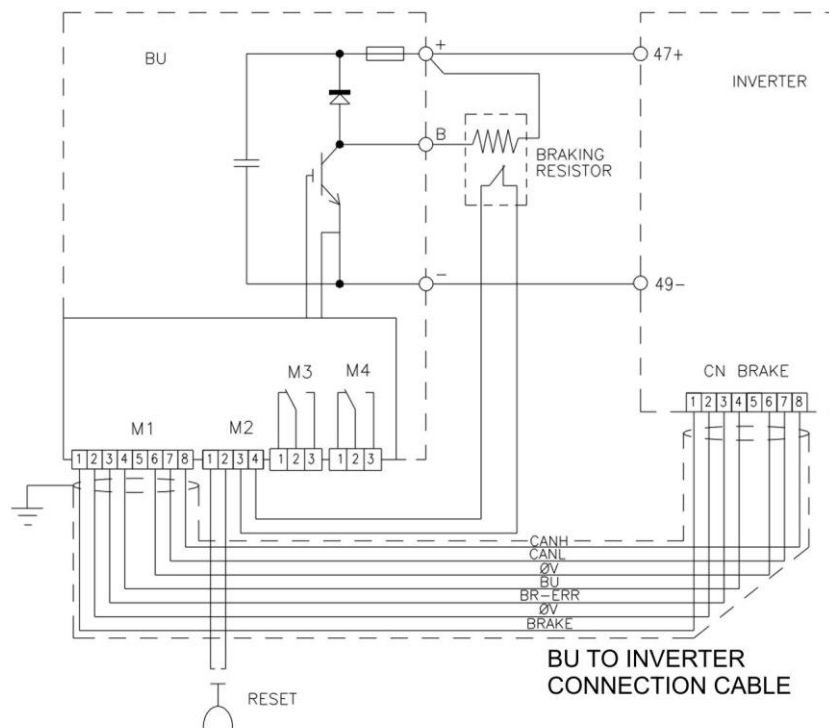 BU
+
47+
INVERTER
B
BRAKING
RESISTOR
-
49-
M3
M4
CN BRAKE
M1
M2
1 2 3 4 5 6 7 8
1 2 3 4 5 6 7 8
1 2 3 4
1 2 3
1 2 3
CANH
CANL
ØV
BU
BR-ERR
ØV
BRAKE
BU TO INVERTER
CONNECTION CABLE
RESET